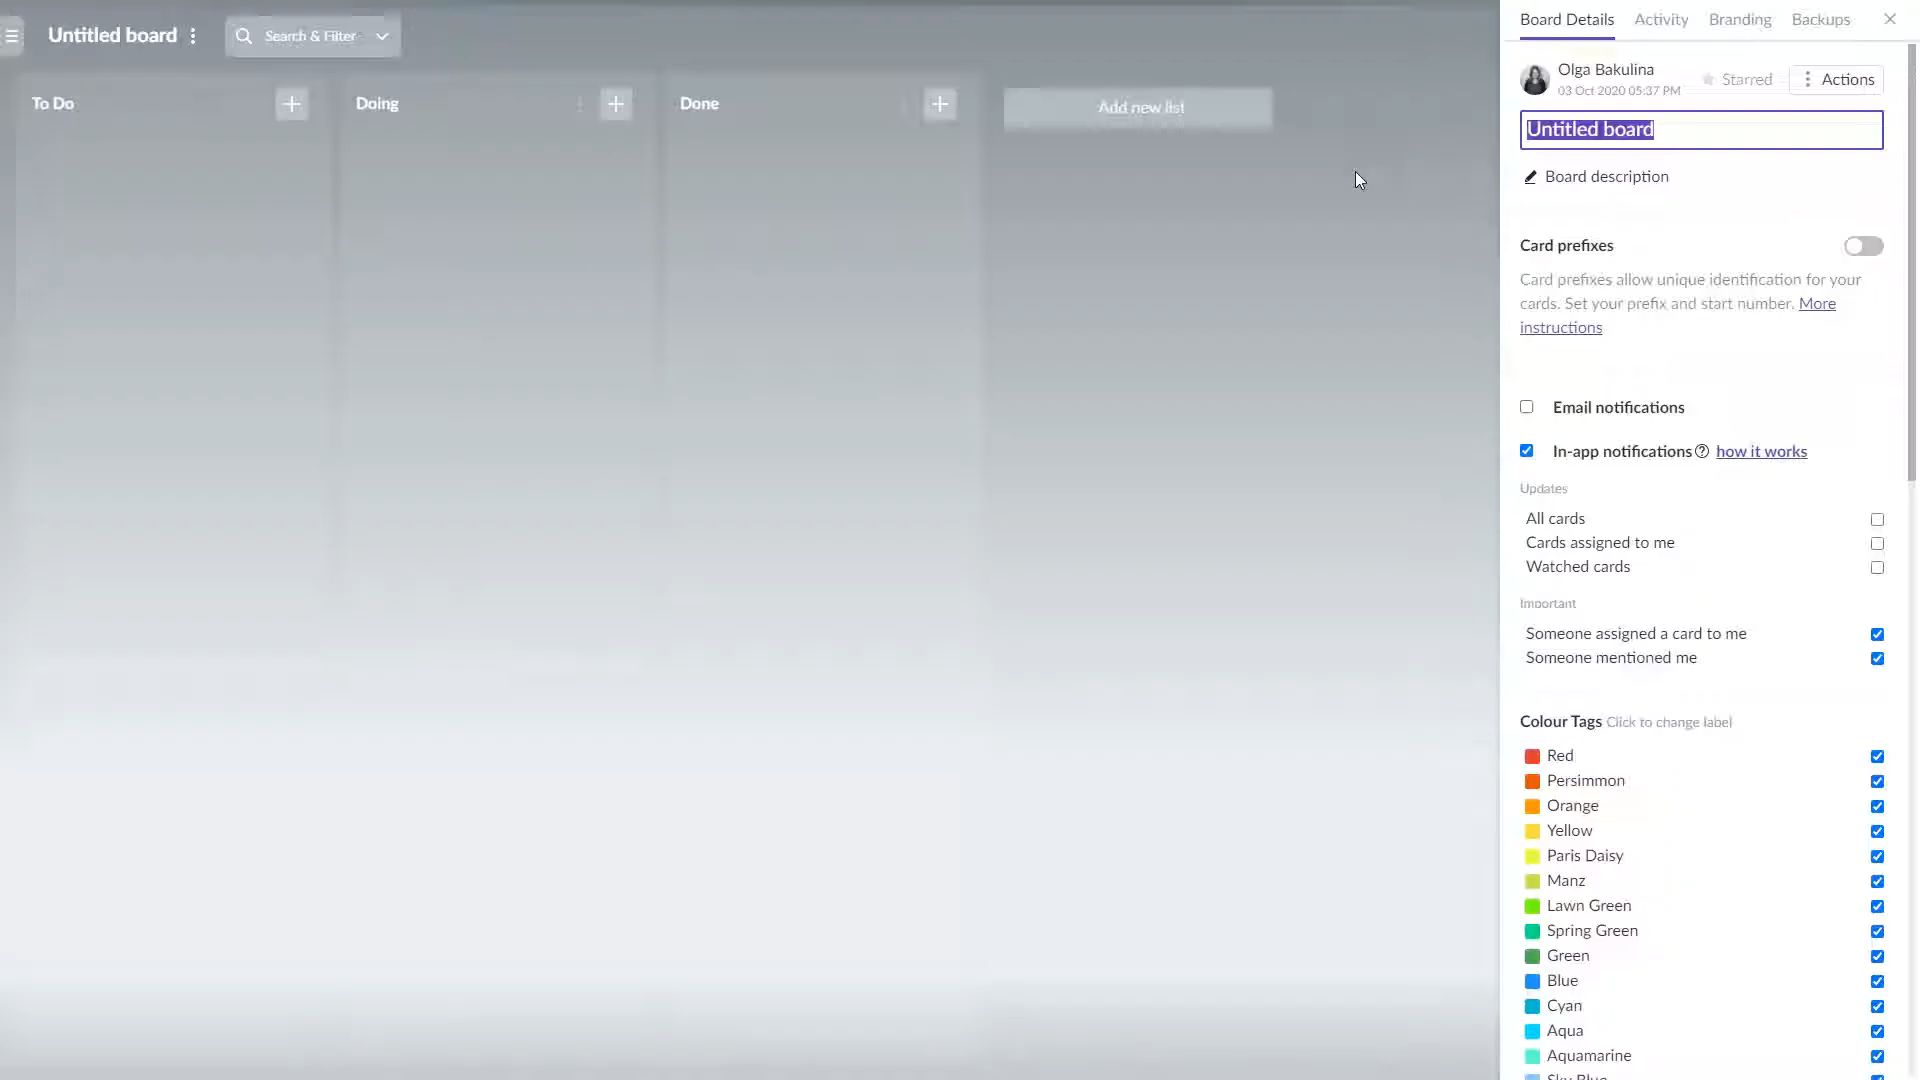 Untitled board
Search & Filter
To Do
Doing
Done
Add new list
Board Details
Activity
Branding
Backups
Olga Bakulina
03 Oct 2020 05:37 PM
Starred
Actions
Untitled board
Board description
Card prefixes
Card prefixes allow unique identification for your
cards. Set your prefix and start number. More
instructions
Email notifications
In-app notifications
how it works
Updates
All cards
Cards assigned to me
Watched cards
Important
Someone assigned a card to me
Someone mentioned me
Colour Tags Click to change label
Red
Persimmon
Orange
Yellow
Paris Daisy
Manz
Lawn Green
Spring Green
Green
Blue
Cyan
Aqua
Aquamarine
Sky Blue